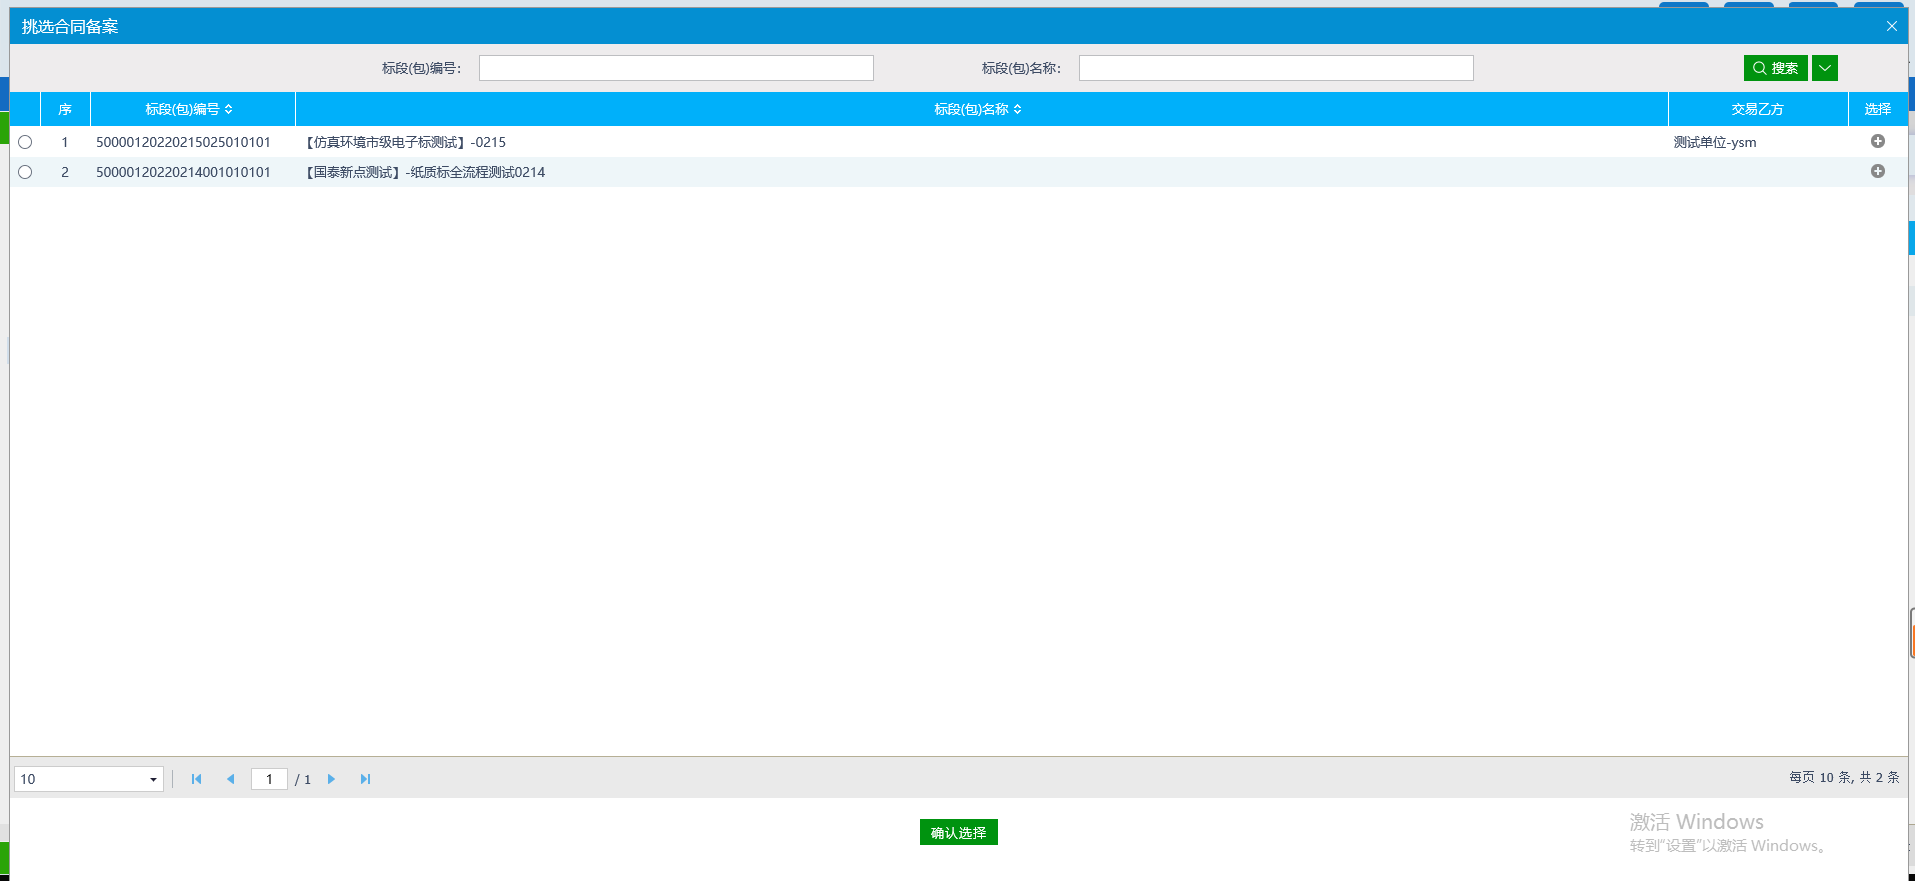 挑选合同备案
标段(包)编号：
标段(包)名称：
搜索
序 标段(包)编号 标段(包)名称 交易乙方 选择
1 50000120220215025010101 【仿真环境市级电子标测试】-0215 测试单位-ysm
2 50000120220214001010101 【国泰新点测试】-纸质标全流程测试0214
10 1 / 1 每页 10 条, 共 2 条
确认选择
激活 Windows
转到"设置"以激活 Windows。